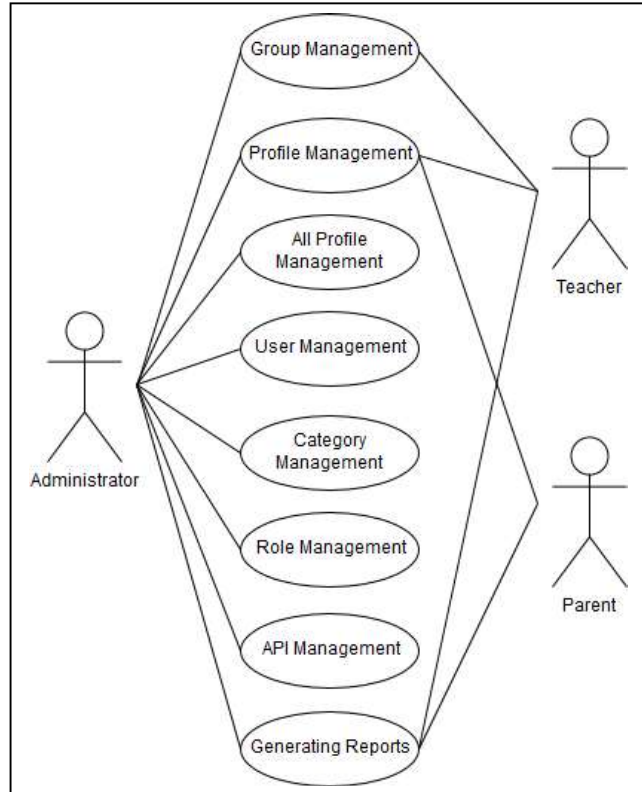 Group Management
Profile Management
All Profile
Management
User Management
Category
Management
Role Management
API Management
Generating Reports
Administrator
Teacher
Parent